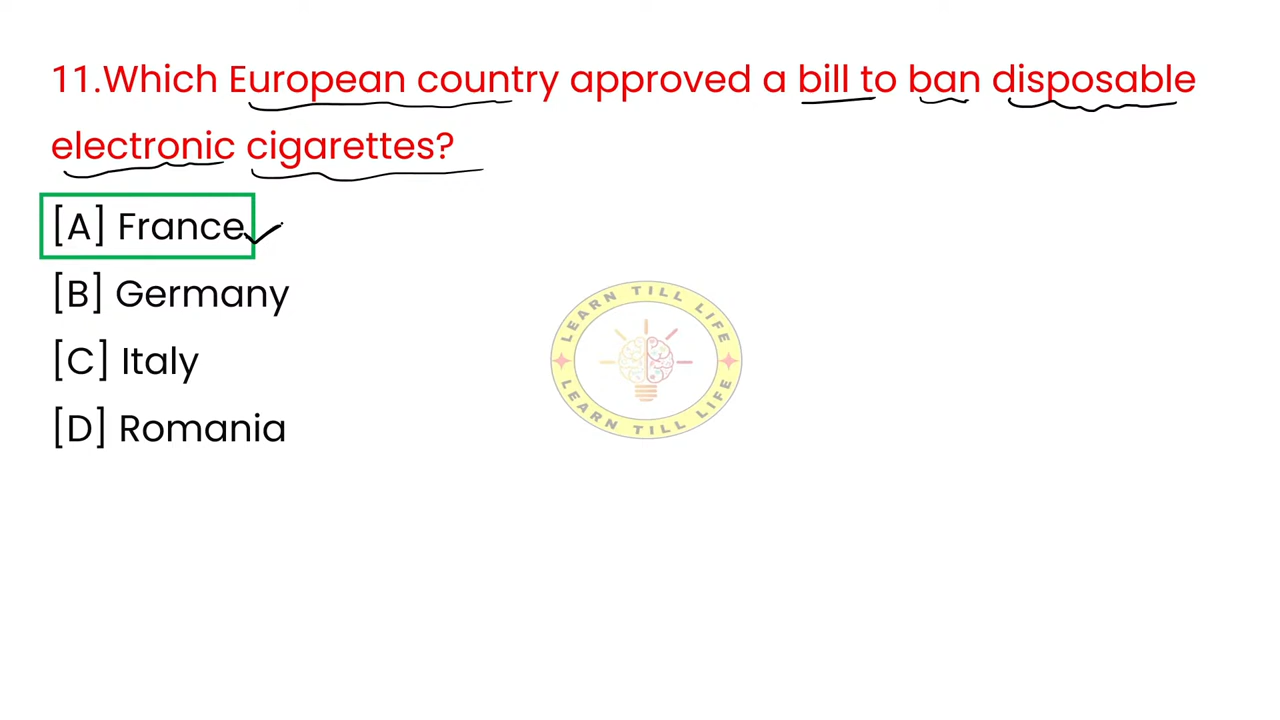 11.Which European country approved a bill to ban disposable
electronic cigarettes?
[A] France
[B] Germany
[C] Italy
[D] Romania
LEARN TILL LIFE
LEARN TILL LIFE